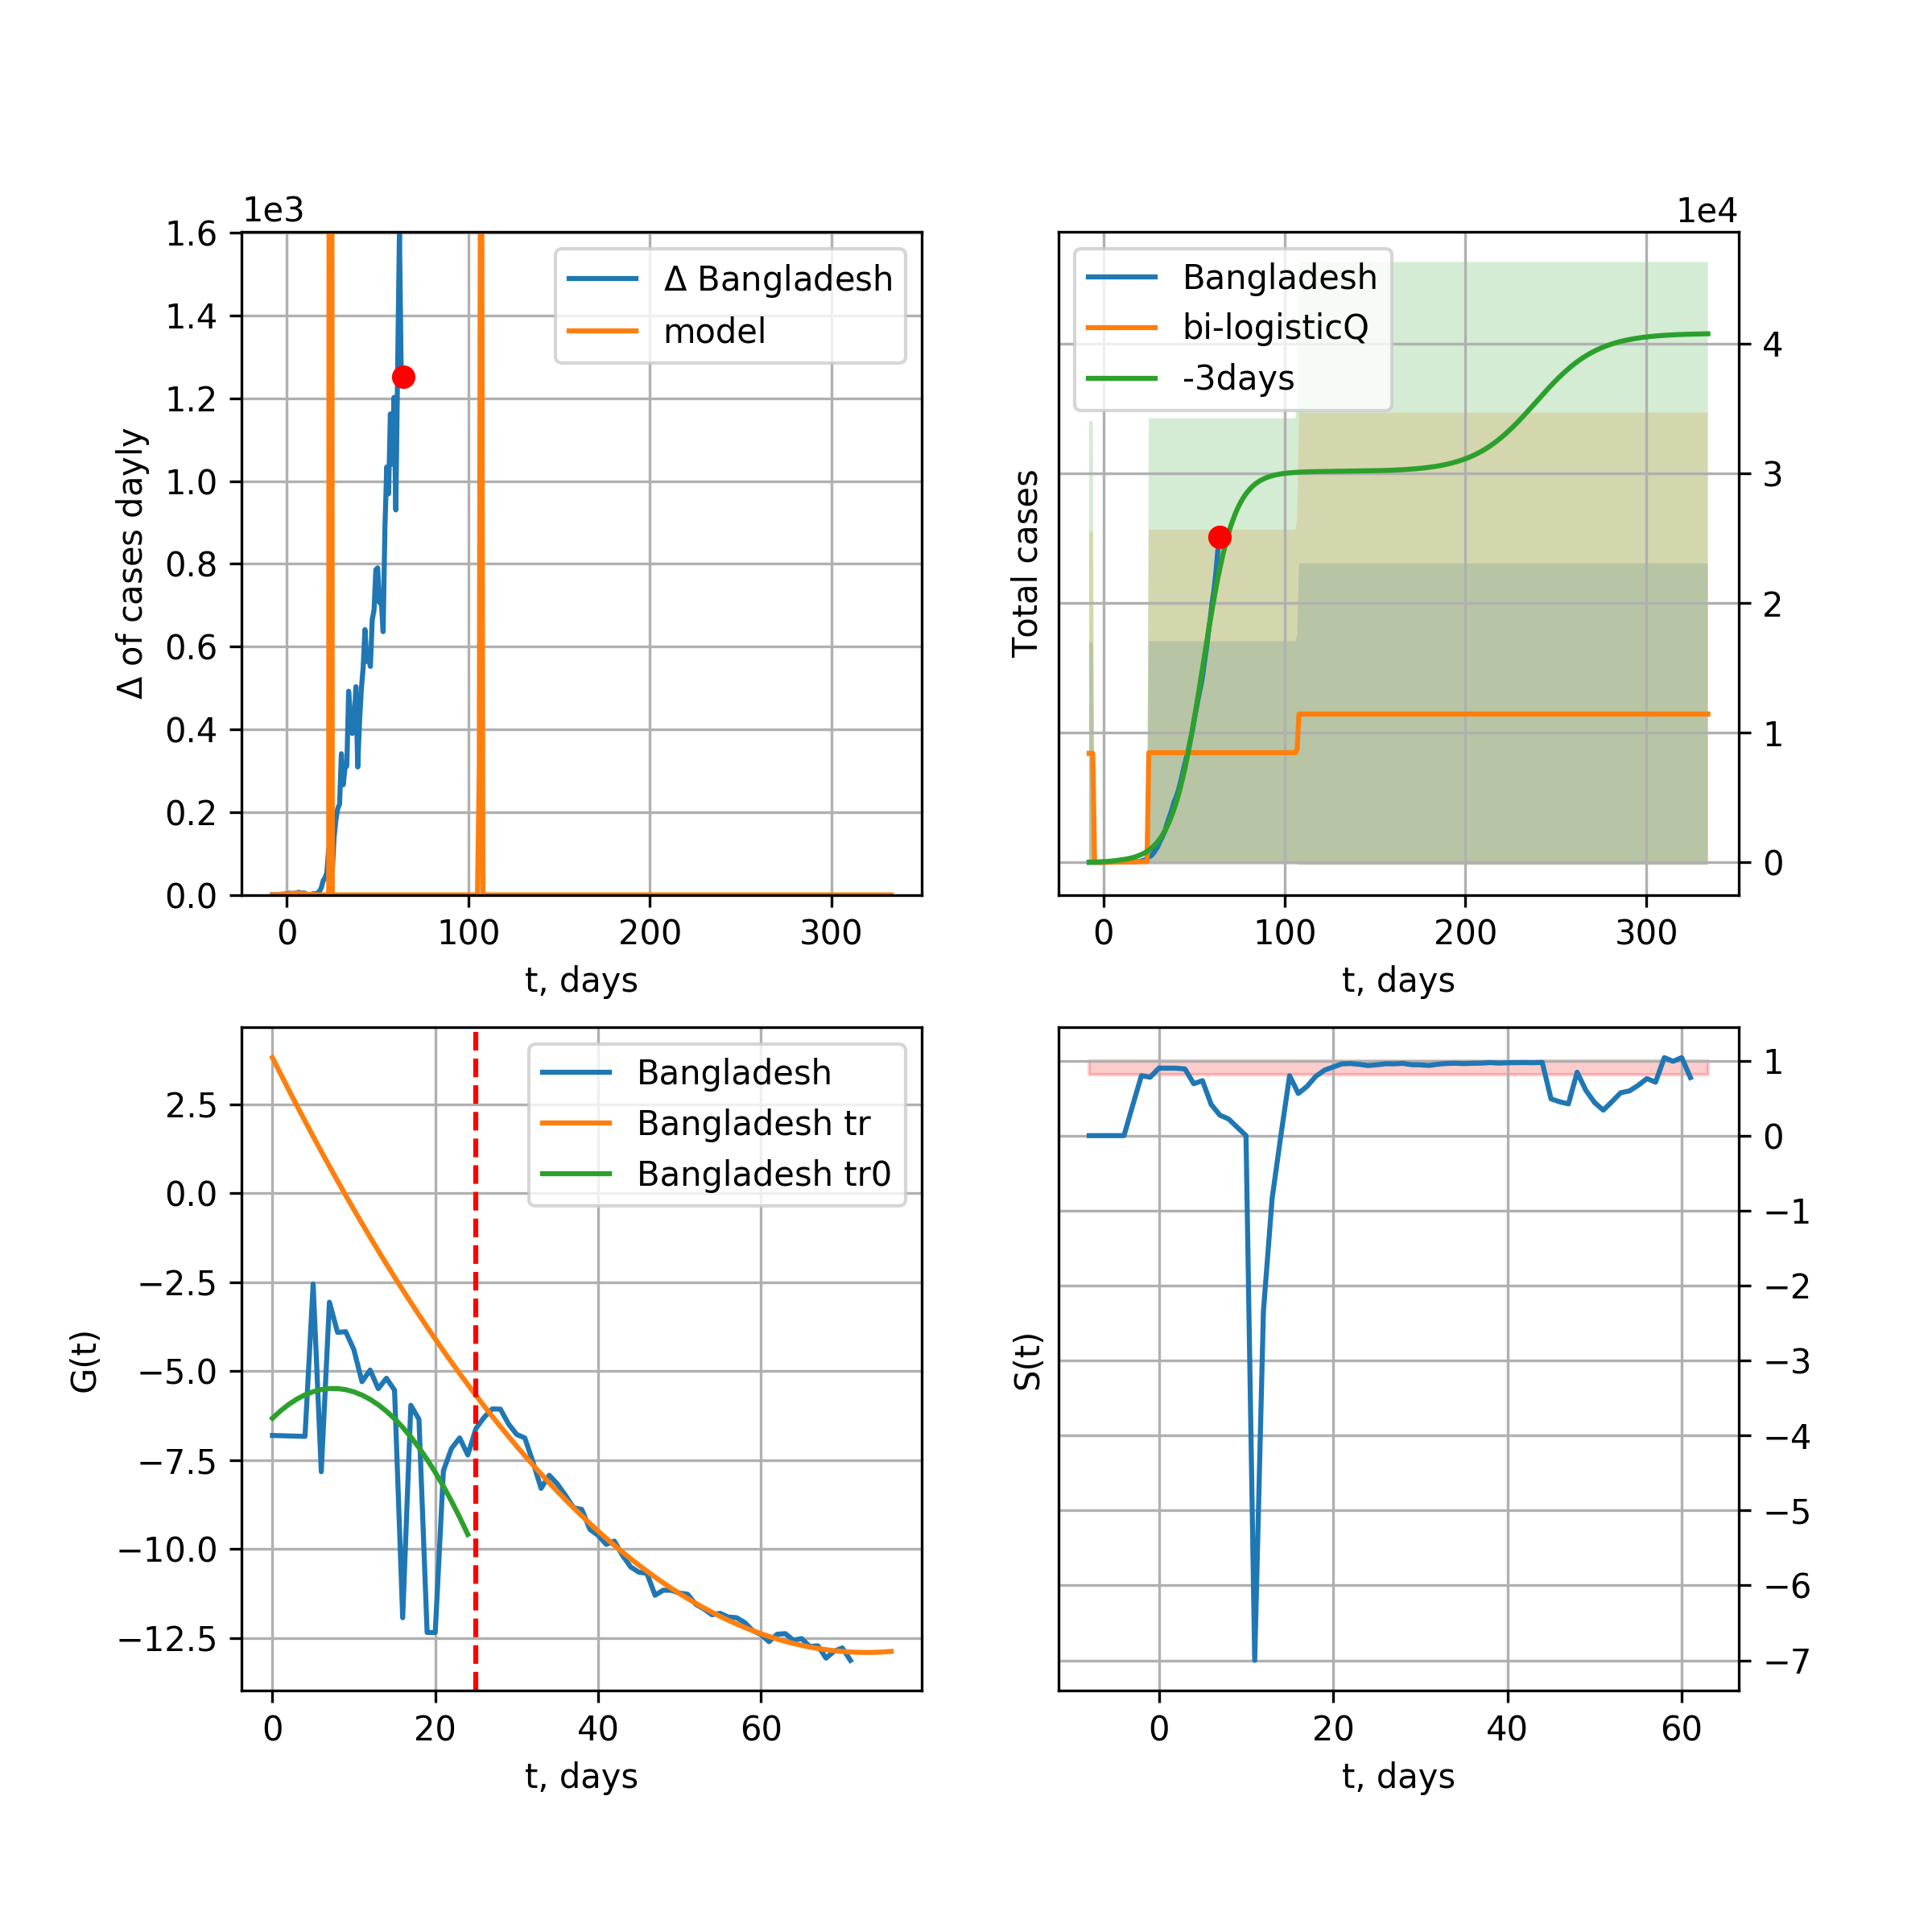 1e3
1.6
1.4
1.2
1.0
0.8
0.6
0.4
0.2
0.0
0 100 200 300
t, days
Δ of cases dayly
Δ Bangladesh
model
1e4
Bangladesh
bi-logisticQ
-3days
4
3
2
1
0
0 100 200 300
t, days
Total cases
2.5
0.0
−2.5
−5.0
−7.5
−10.0
−12.5
0 20 40 60
t, days
G(t)
Bangladesh
Bangladesh tr
Bangladesh tr0
1
0
−1
−2
−3
−4
−5
−6
−7
0 20 40 60
t, days
S(t)